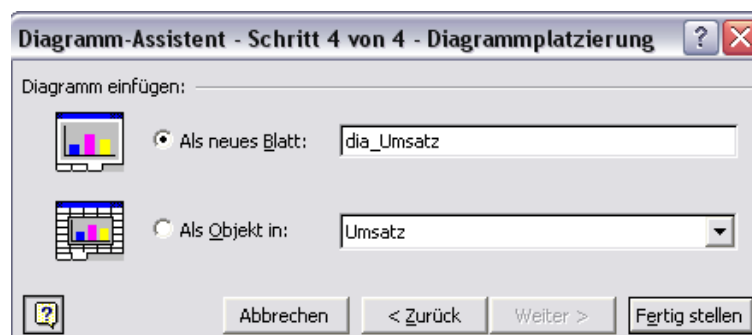 Diagramm-Assistent - Schritt 4 von 4 - Diagrammplatzierung ?
Diagramm einfügen:
Als neues Blatt: dia_Umsatz
Als Objekt in: Umsatz
? Abbrechen < Zurück Weiter > Fertig stellen